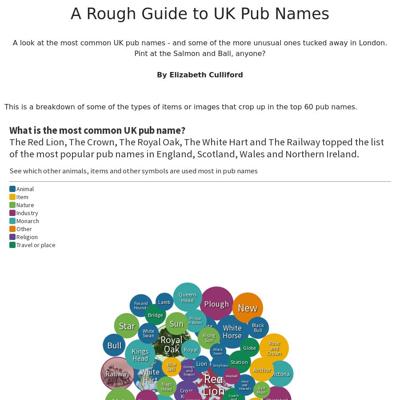 A Rough Guide to UK Pub Names
A look at the most common UK pub names - and some of the more unusual ones tucked away in London.
Pint at the Salmon and Ball, anyone?
By Elizabeth Culliford
This is a breakdown of some of the types of items or images that crop up in the top 60 pub names.
What is the most common UK pub name?
The Red Lion, The Crown, The Royal Oak, The White Hart and The Railway topped the list
of the most popular pub names in England, Scotland, Wales and Northern Ireland.
See which other animals, items and other symbols are used most in pub names
Animal
Item
Nature
Industry
Monarch
Other
Religion
Travel or place
Queens
Head
Lamb
Plough
New
Bridge
Star
Sun
White
Swan
White
Horse
Black
Bull
Royal
Oak
Bull
Kings
Head
Royal
Globe
Rose
and
Crown
Station
Lion
Railway
White
Hart
Anchor
Victoria
Red
Lion